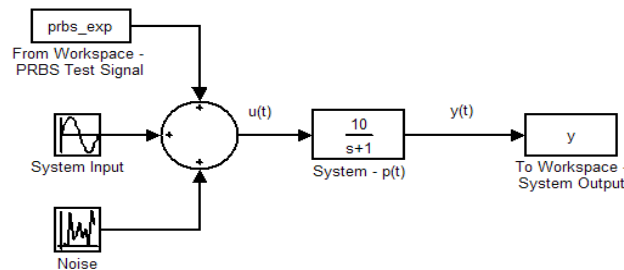 prbs_exp
From Workspace -
PRBS Test Signal
System Input
Noise
+
+
+
u(t)
10
s+1
System - p(t)
y(t)
y
To Workspace -
System Output